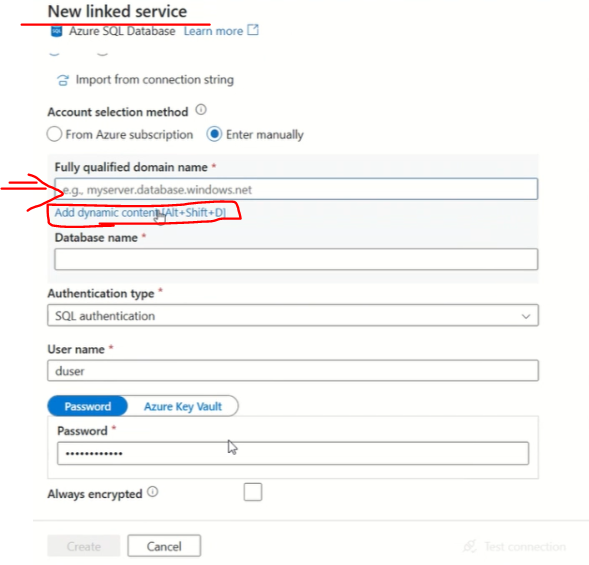 New linked service
Azure SQL Database Learn more
Import from connection string
Account selection method
From Azure subscription Enter manually
Fully qualified domain name *
e.g., myserver.database.windows.net
Add dynamic content [Alt+Shift+D]
Database name *
Authentication type *
SQL authentication
User name *
duser
Password Azure Key Vault
Password *
••••••••••••
Always encrypted
Create Cancel Test connection